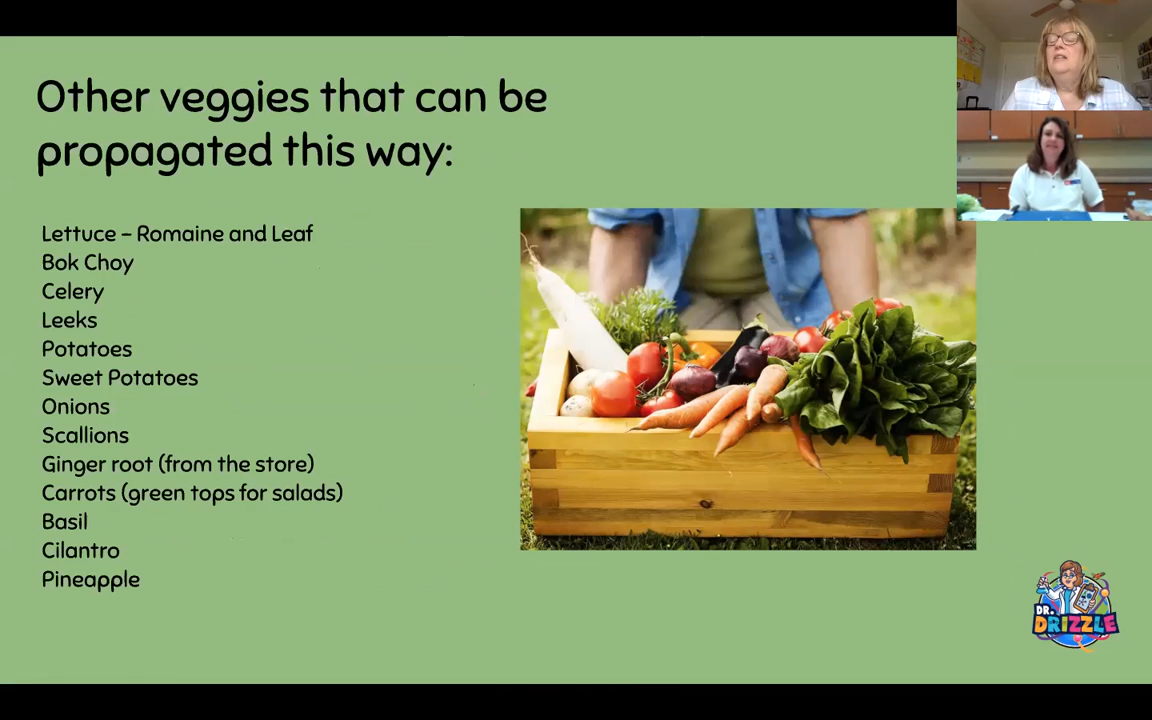 Other veggies that can be
propagated this way:
Lettuce – Romaine and Leaf
Bok Choy
Celery
Leeks
Potatoes
Sweet Potatoes
Onions
Scallions
Ginger root (from the store)
Carrots (green tops for salads)
Basil
Cilantro
Pineapple
DR.
DRIZZLE